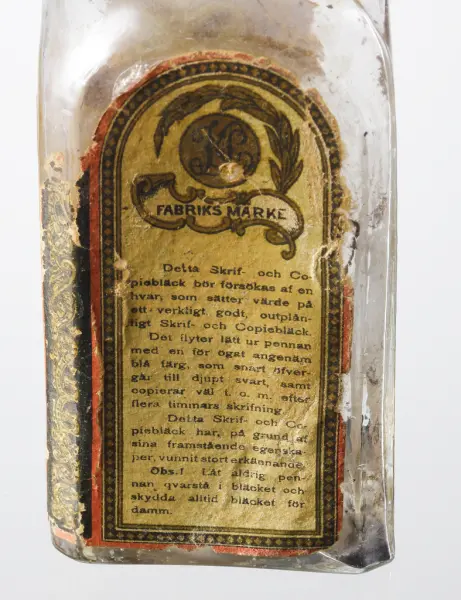 FABRIKS MARKE
Detta Skrif- och Co-
piebläck bör försökas af en
hvar, som sätter värde på
ett verkligt godt, outplån-
ligt Skrif- och Copiebläck.
Det flyter lätt ur pennan
med en för ögat angenäm
blå färg, som snart öfver-
går till djupt svart, samt
copierar väl t. o. m. efter
flera timmars skrifning.
Detta Skrif- och Co-
piebläck har, på grund af
sina framstående egenska-
per, vunnit stort erkännande.
Obs.! Låt aldrig pen-
nan qvarstå i bläcket och
skydda alltid bläcket för
damm.